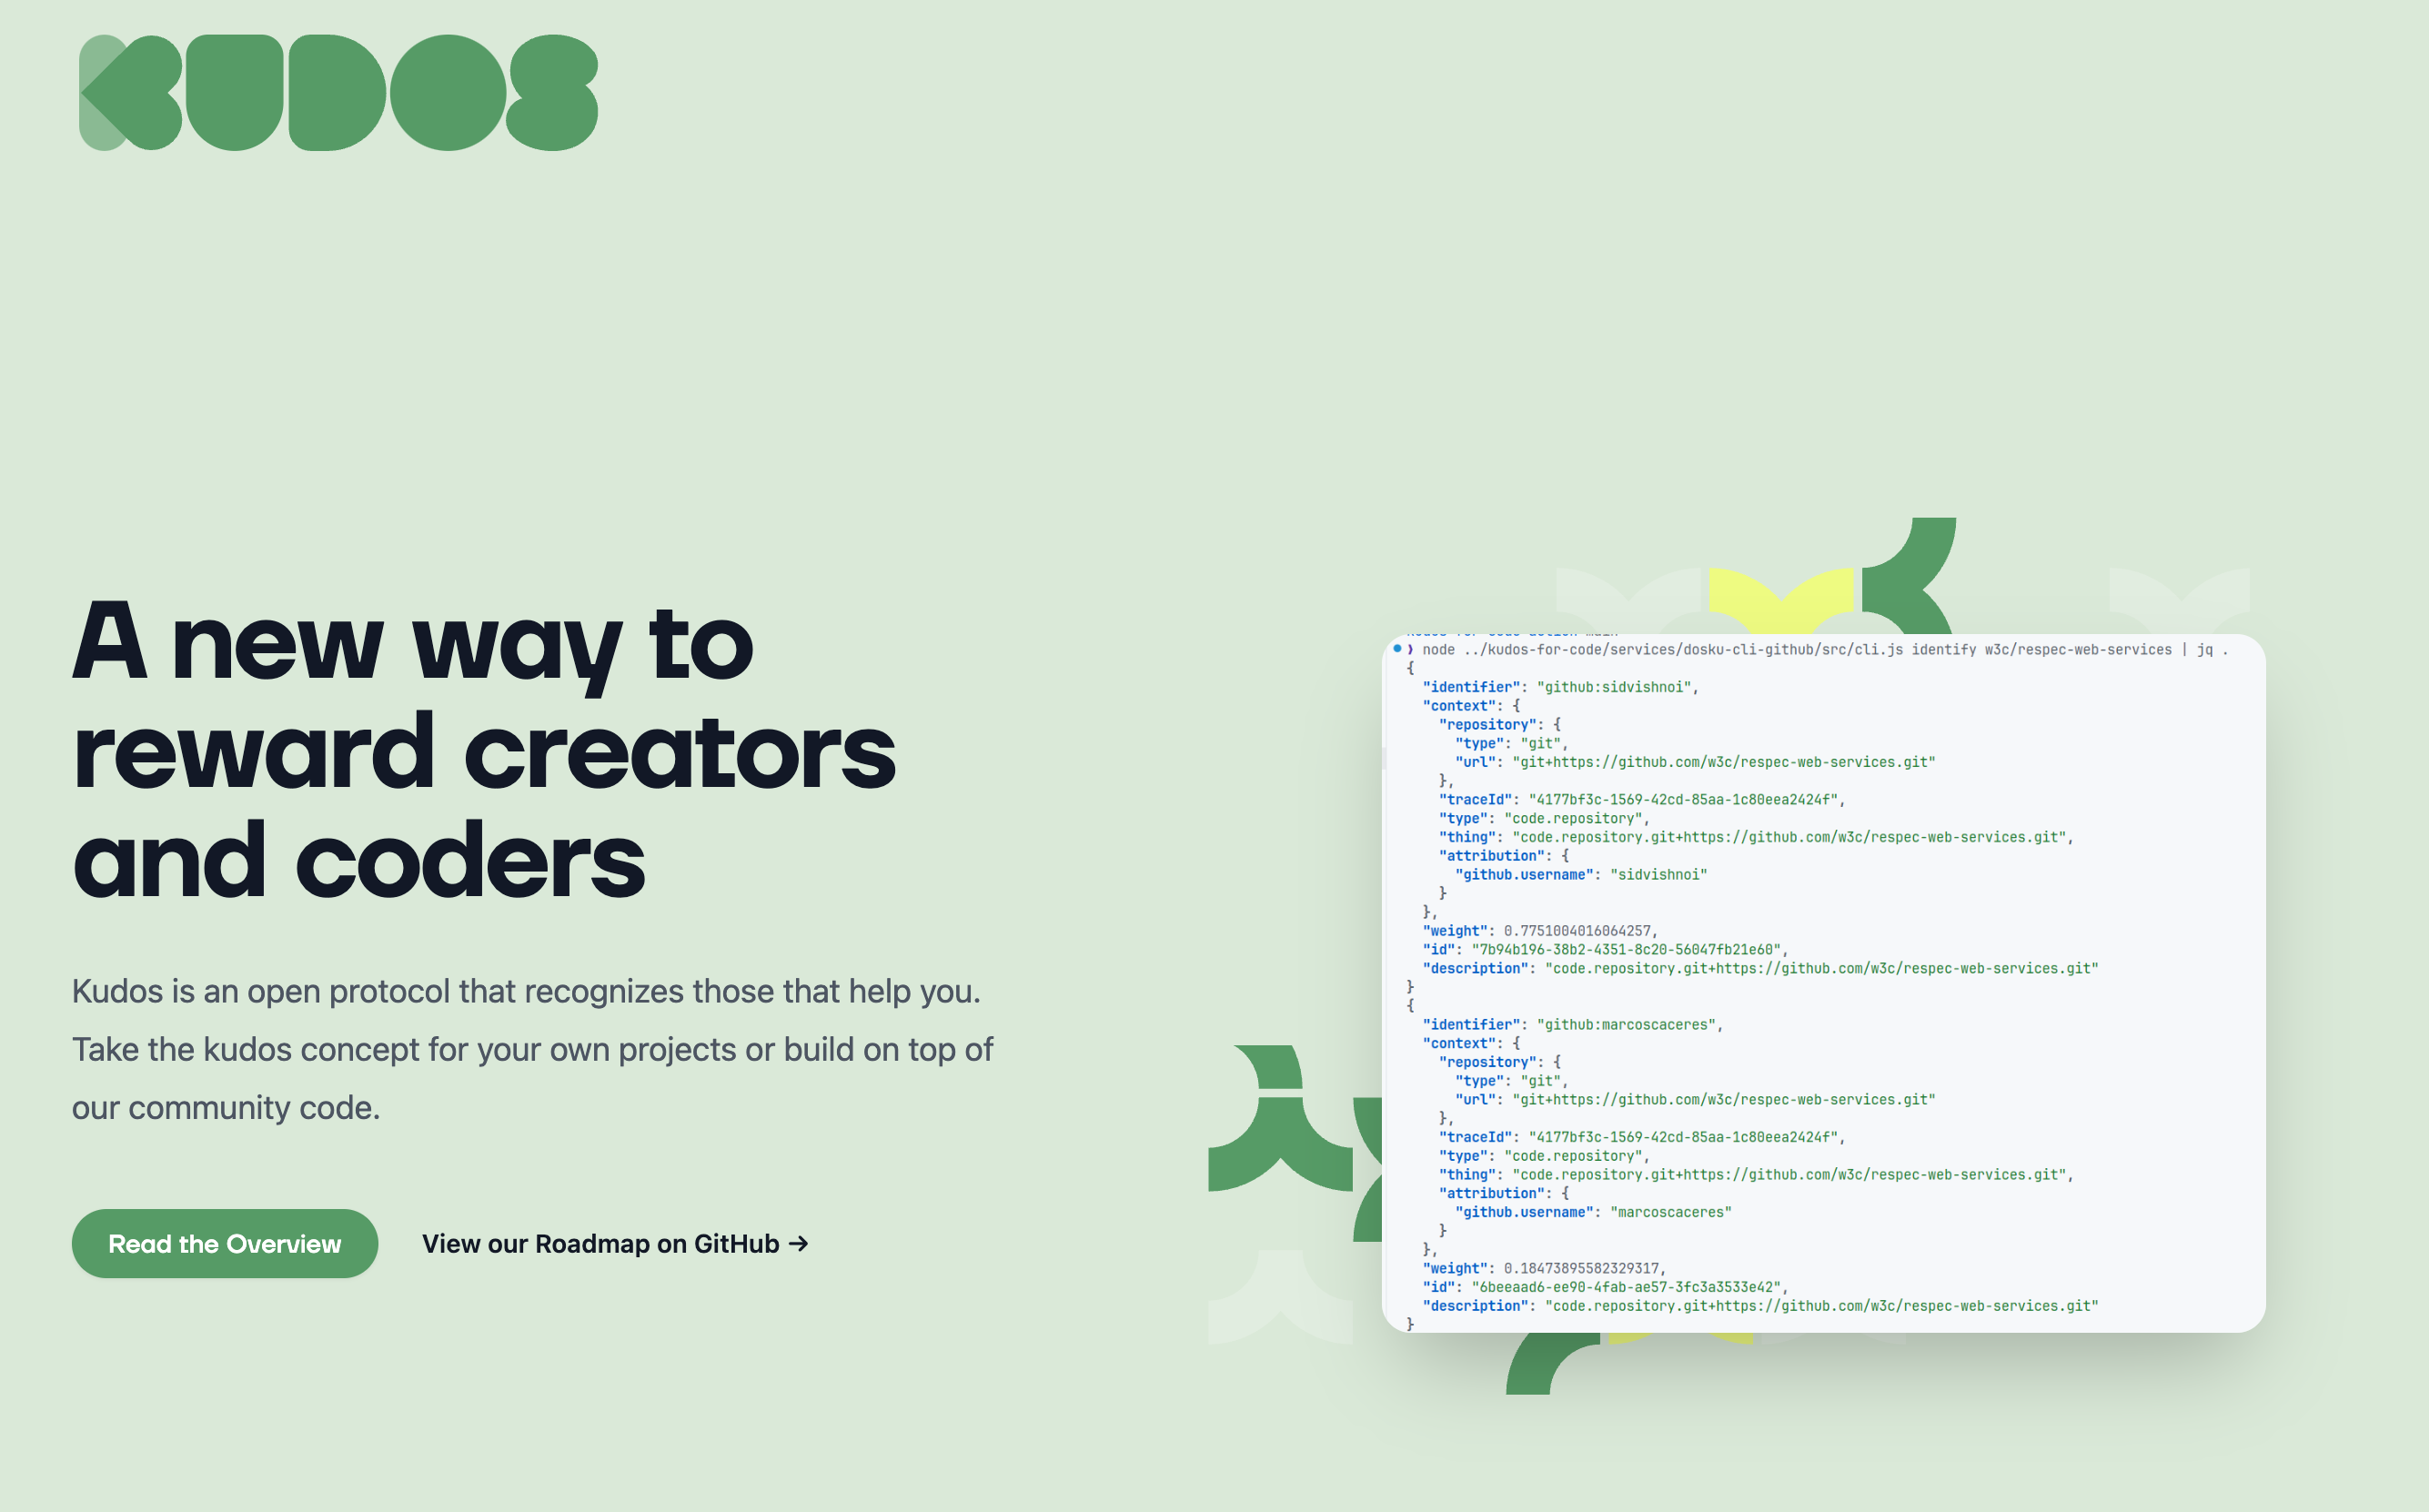 KUDOS
A new way to
reward creators
and coders
Kudos is an open protocol that recognizes those that help you.
Take the kudos concept for your own projects or build on top of
our community code.
Read the Overview
View our Roadmap on GitHub →
❯ node ../kudos-for-code/services/dosku-cli-github/src/cli.js identify w3c/respec-web-services | jq .
{
  "identifier": "github:sidvishnoi",
  "context": {
    "repository": {
      "type": "git",
      "url": "git+https://github.com/w3c/respec-web-services.git"
    },
    "traceId": "4177bf3c-1569-42cd-85aa-1c80eea2424f",
    "type": "code.repository",
    "thing": "code.repository.git+https://github.com/w3c/respec-web-services.git",
    "attribution": {
      "github.username": "sidvishnoi"
    }
  },
  "weight": 0.7751004016064257,
  "id": "7b94b196-38b2-4351-8c20-56047fb21e60",
  "description": "code.repository.git+https://github.com/w3c/respec-web-services.git"
}
{
  "identifier": "github:marcoscaceres",
  "context": {
    "repository": {
      "type": "git",
      "url": "git+https://github.com/w3c/respec-web-services.git"
    },
    "traceId": "4177bf3c-1569-42cd-85aa-1c80eea2424f",
    "type": "code.repository",
    "thing": "code.repository.git+https://github.com/w3c/respec-web-services.git",
    "attribution": {
      "github.username": "marcoscaceres"
    }
  },
  "weight": 0.18473895582329317,
  "id": "6beeaad6-ee90-4fab-ae57-3fc3a3533e42",
  "description": "code.repository.git+https://github.com/w3c/respec-web-services.git"
}